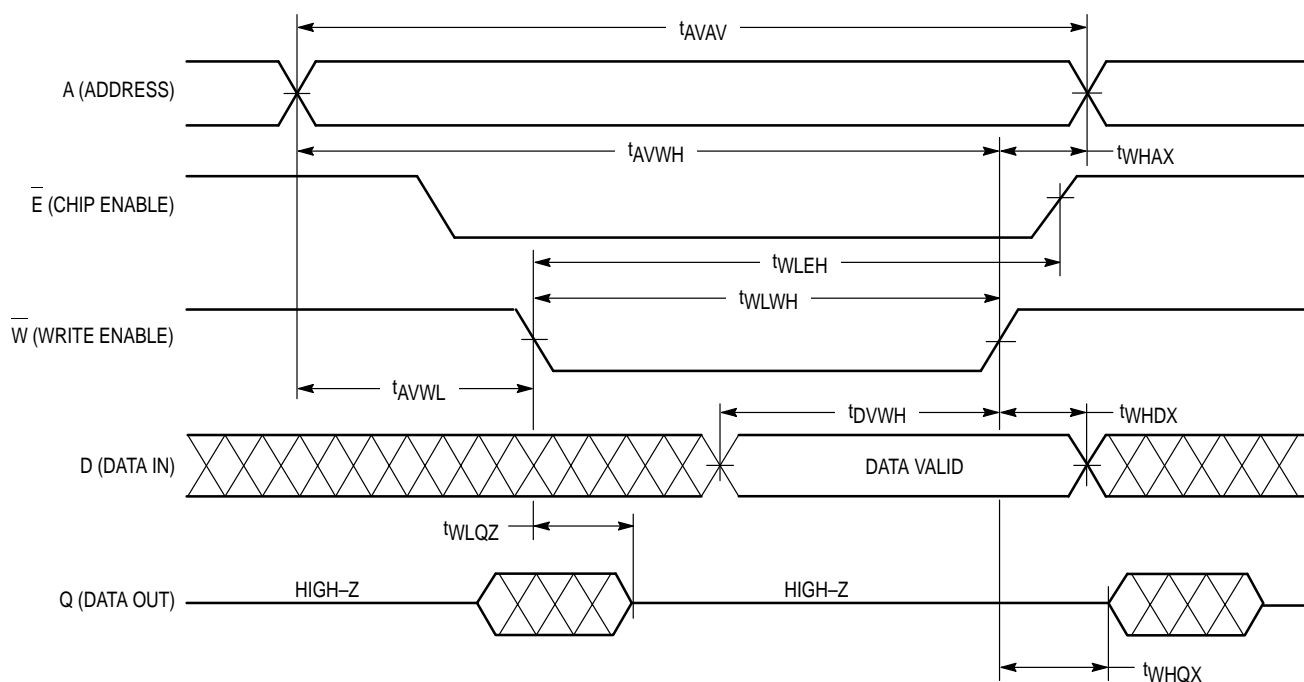 tAVAV
A (ADDRESS)
tAVWH
tWHAX
E (CHIP ENABLE)
tWLEH
tWLWH
W (WRITE ENABLE)
tAVWL
tDVWH
tWHDX
D (DATA IN)
DATA VALID
tWLQZ
Q (DATA OUT)
HIGH–Z
HIGH–Z
tWHQX